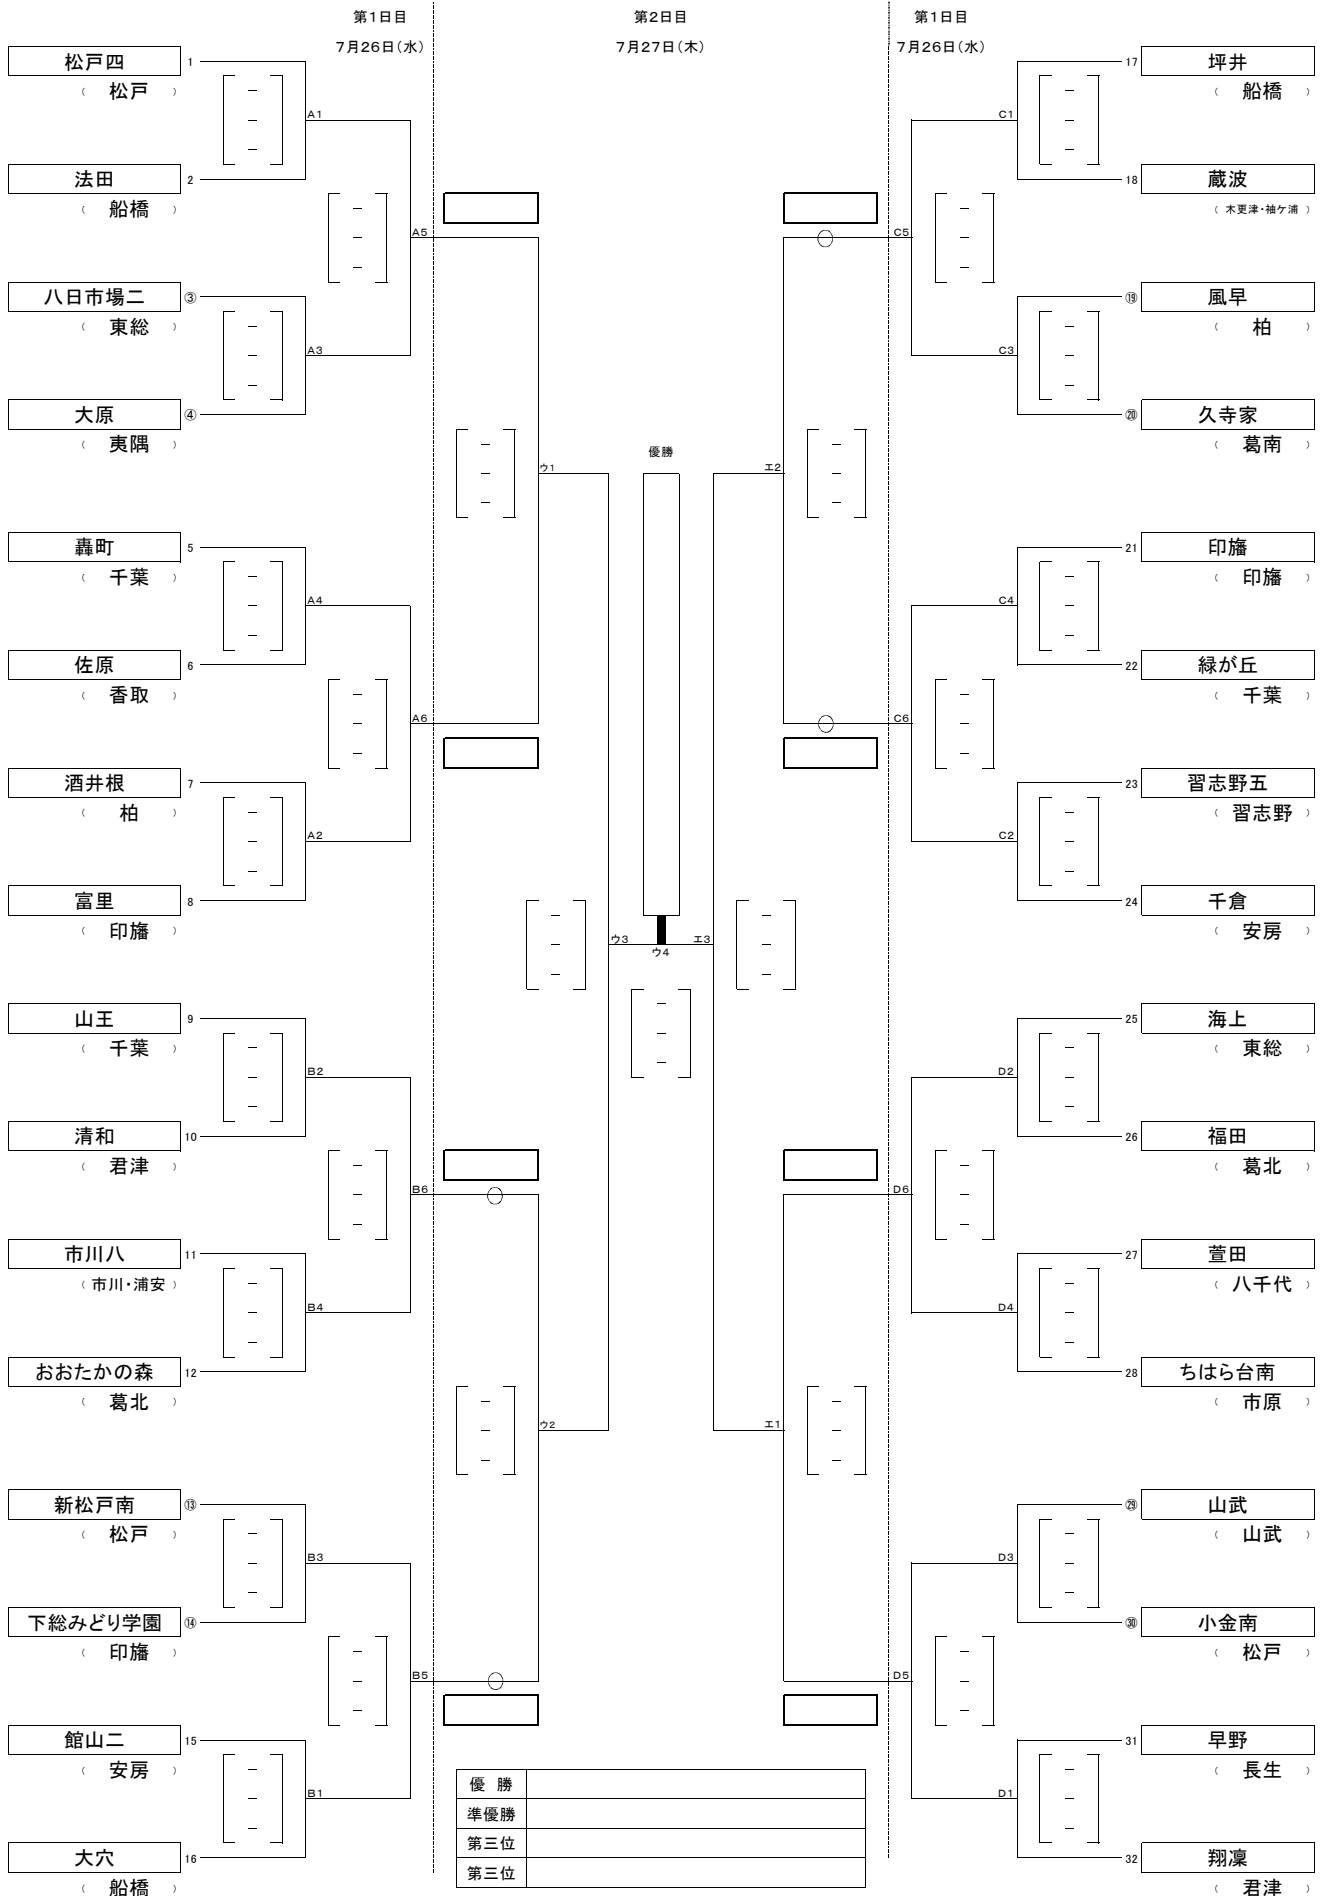 第1日目
7月26日(水)
第2日目
7月27日(木)
第1日目
7月26日(水)
松戸四 1
( 松戸 )
A1
法田 2
( 船橋 )
A5
八日市場二 ③
( 東総 )
A3
大原 ④
( 夷隅 )
轟町 5
( 千葉 )
A4
佐原 6
( 香取 )
A6
酒井根 7
( 柏 )
A2
富里 8
( 印旛 )
山王 9
( 千葉 )
B2
清和 10
( 君津 )
B6
市川八 11
( 市川・浦安 )
B4
おおたかの森 12
( 葛北 )
新松戸南 ⑬
( 松戸 )
B3
下総みどり学園 ⑭
( 印旛 )
B5
館山二 15
( 安房 )
B1
大穴 16
( 船橋 )
ウ1
優勝
エ2
ウ3
エ3
ウ4
ウ2
エ1
17 坪井
( 船橋 )
C1
18 蔵波
( 木更津・袖ケ浦 )
C5
⑲ 風早
( 柏 )
C3
⑳ 久寺家
( 葛南 )
21 印旛
( 印旛 )
C4
22 緑が丘
( 千葉 )
C6
23 習志野五
( 習志野 )
C2
24 千倉
( 安房 )
25 海上
( 東総 )
D2
26 福田
( 葛北 )
D6
27 萱田
( 八千代 )
D4
28 ちはら台南
( 市原 )
㉙ 山武
( 山武 )
D3
㉚ 小金南
( 松戸 )
D5
31 早野
( 長生 )
D1
32 翔凜
( 君津 )
優 勝
準優勝
第三位
第三位